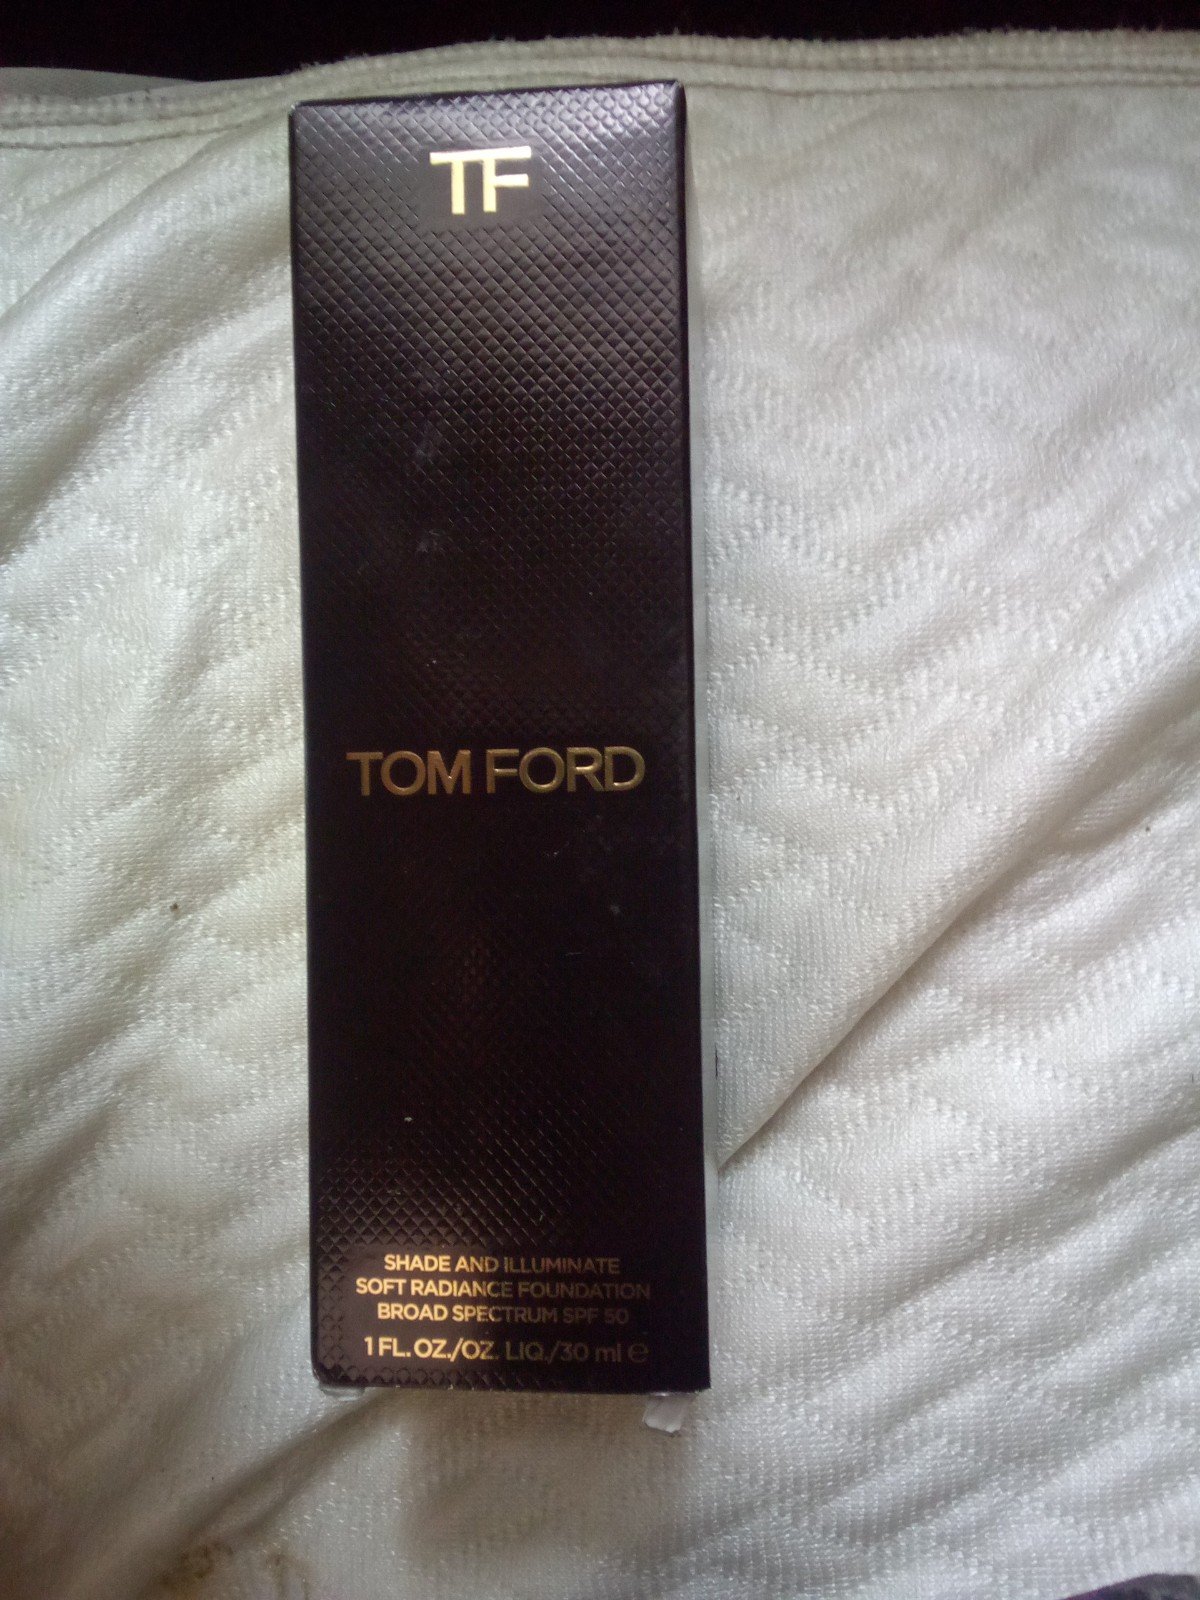 TF
TOM FORD
SHADE AND ILLUMINATE
SOFT RADIANCE FOUNDATION
BROAD SPECTRUM SPF 50
1 FL. OZ./OZ. LIQ./30 ml ℮